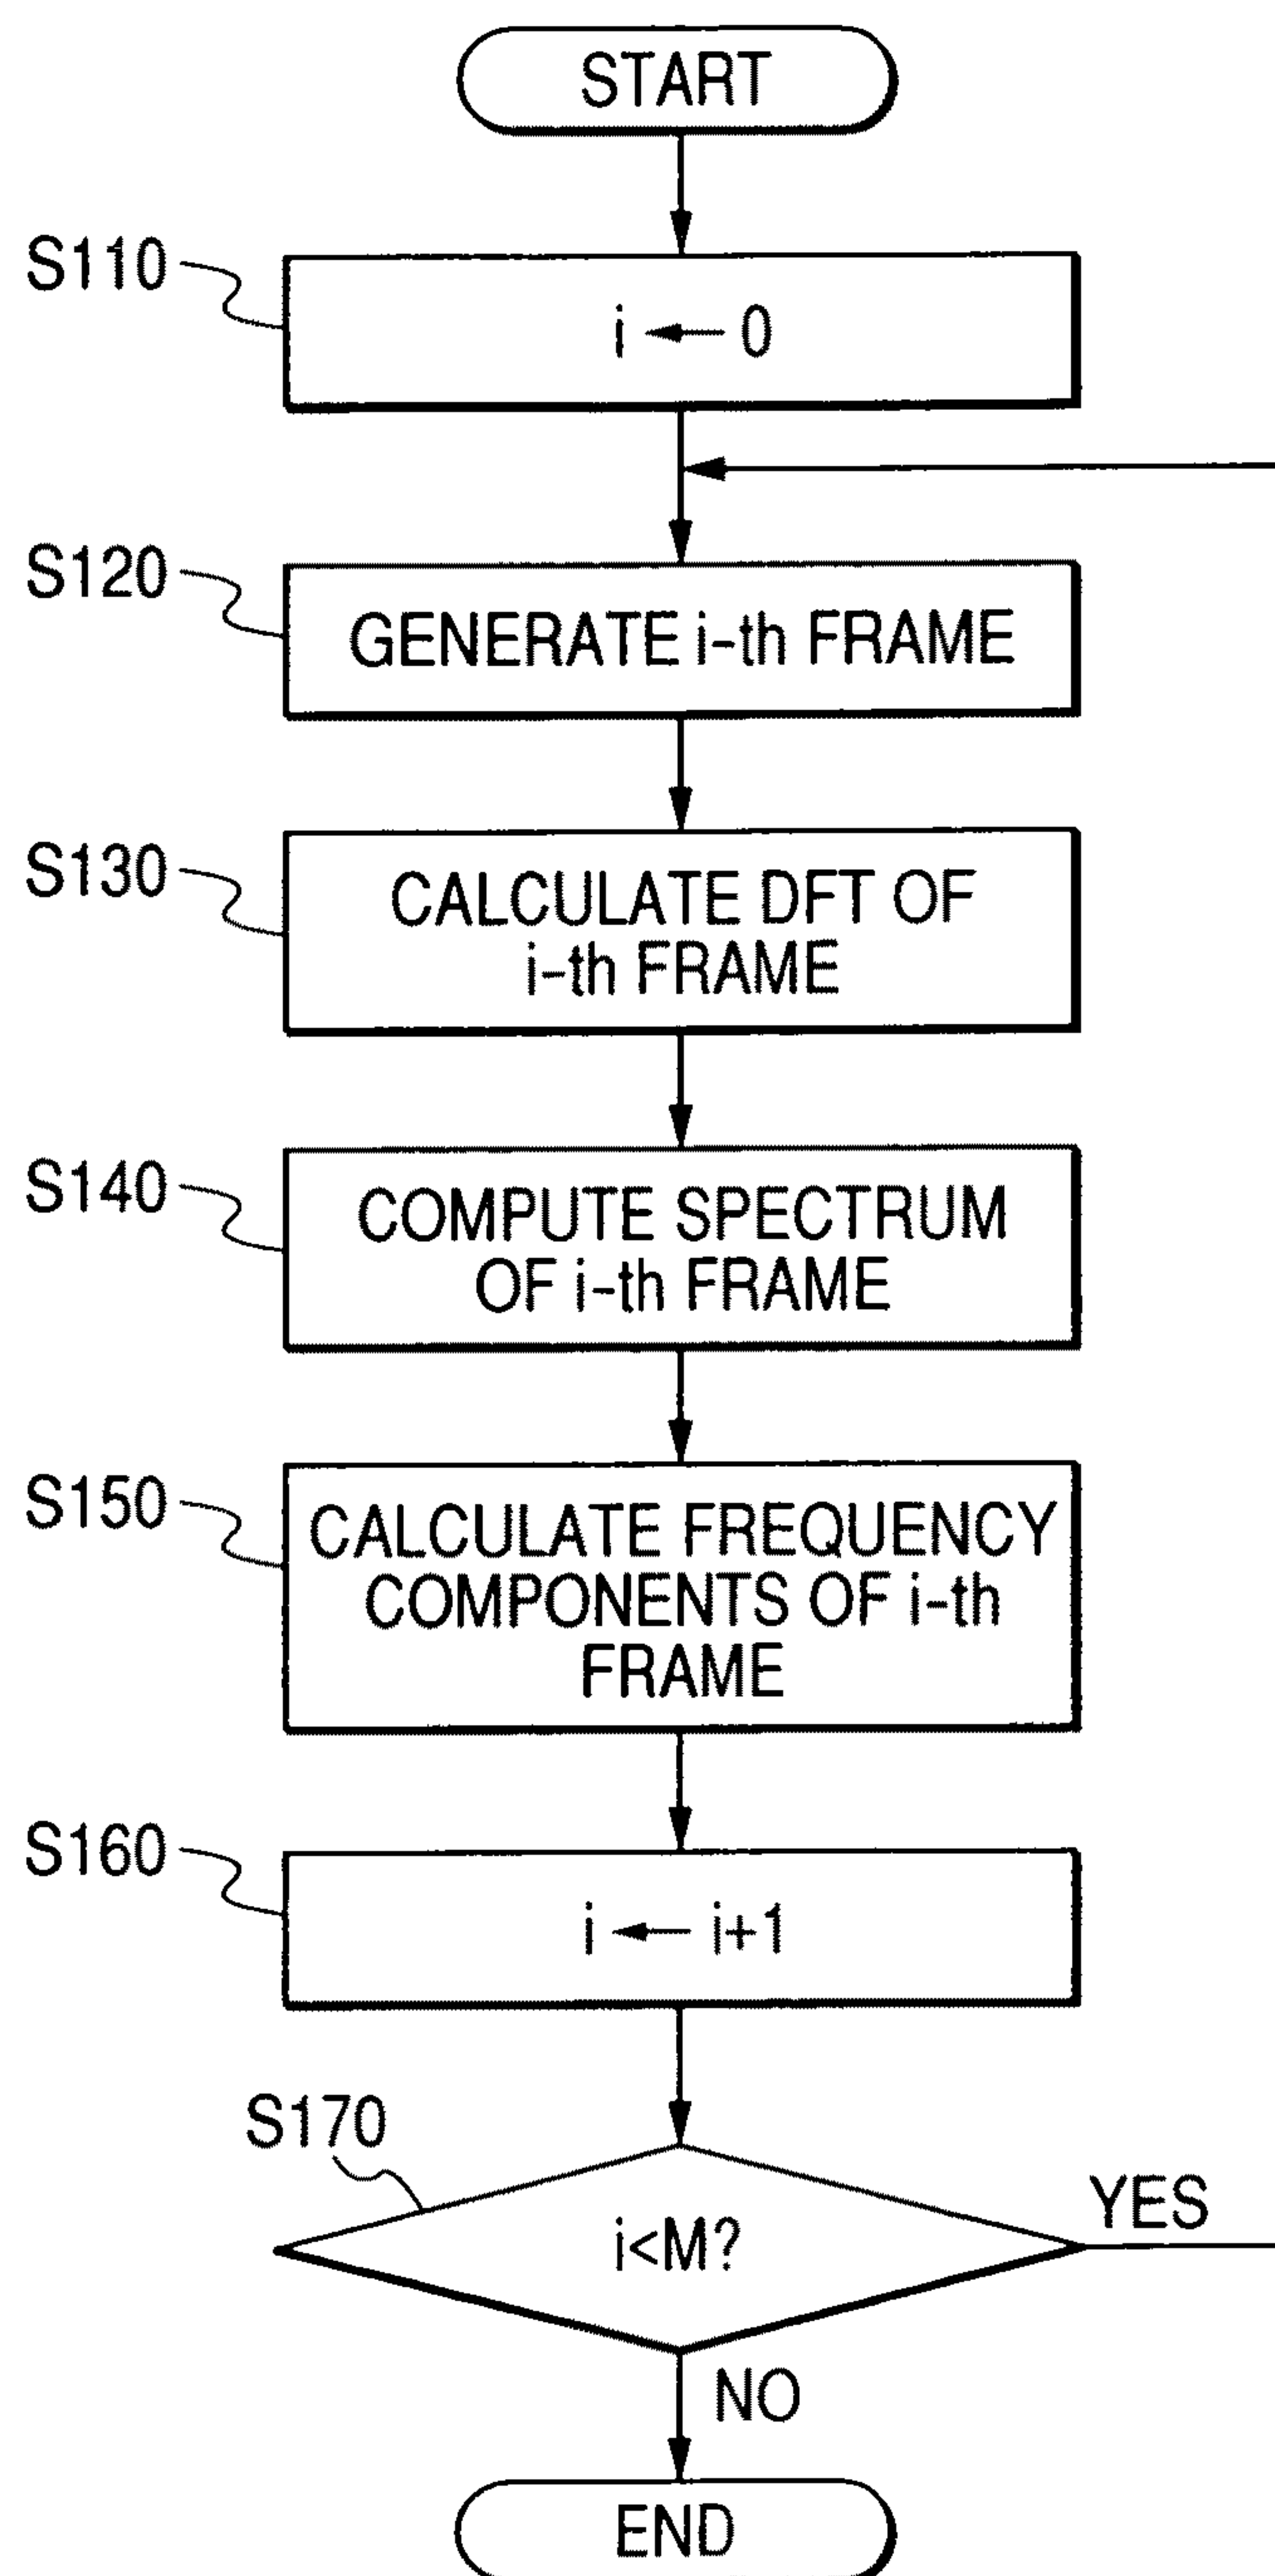 START
S110
i ← 0
S120
GENERATE i-th FRAME
S130
CALCULATE DFT OF
i-th FRAME
S140
COMPUTE SPECTRUM
OF i-th FRAME
S150
CALCULATE FREQUENCY
COMPONENTS OF i-th
FRAME
S160
i ← i+1
S170
i<M?
YES
NO
END